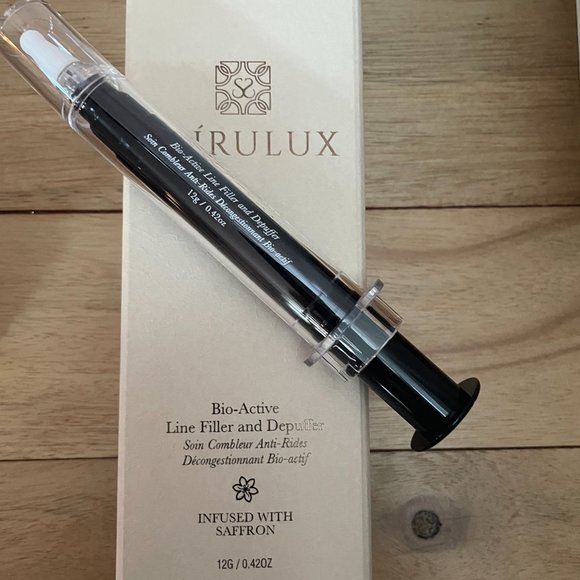 ÍRULUX
Bio-Active Line Filler and Depuffer
Soin Combleur Anti-Rides Décongestionnant Bio-actif
12g / 0.42oz
Bio-Active
Line Filler and Depuffer
Soin Combleur Anti-Rides
Décongestionnant Bio-actif
INFUSED WITH
SAFFRON
12G / 0.42OZ